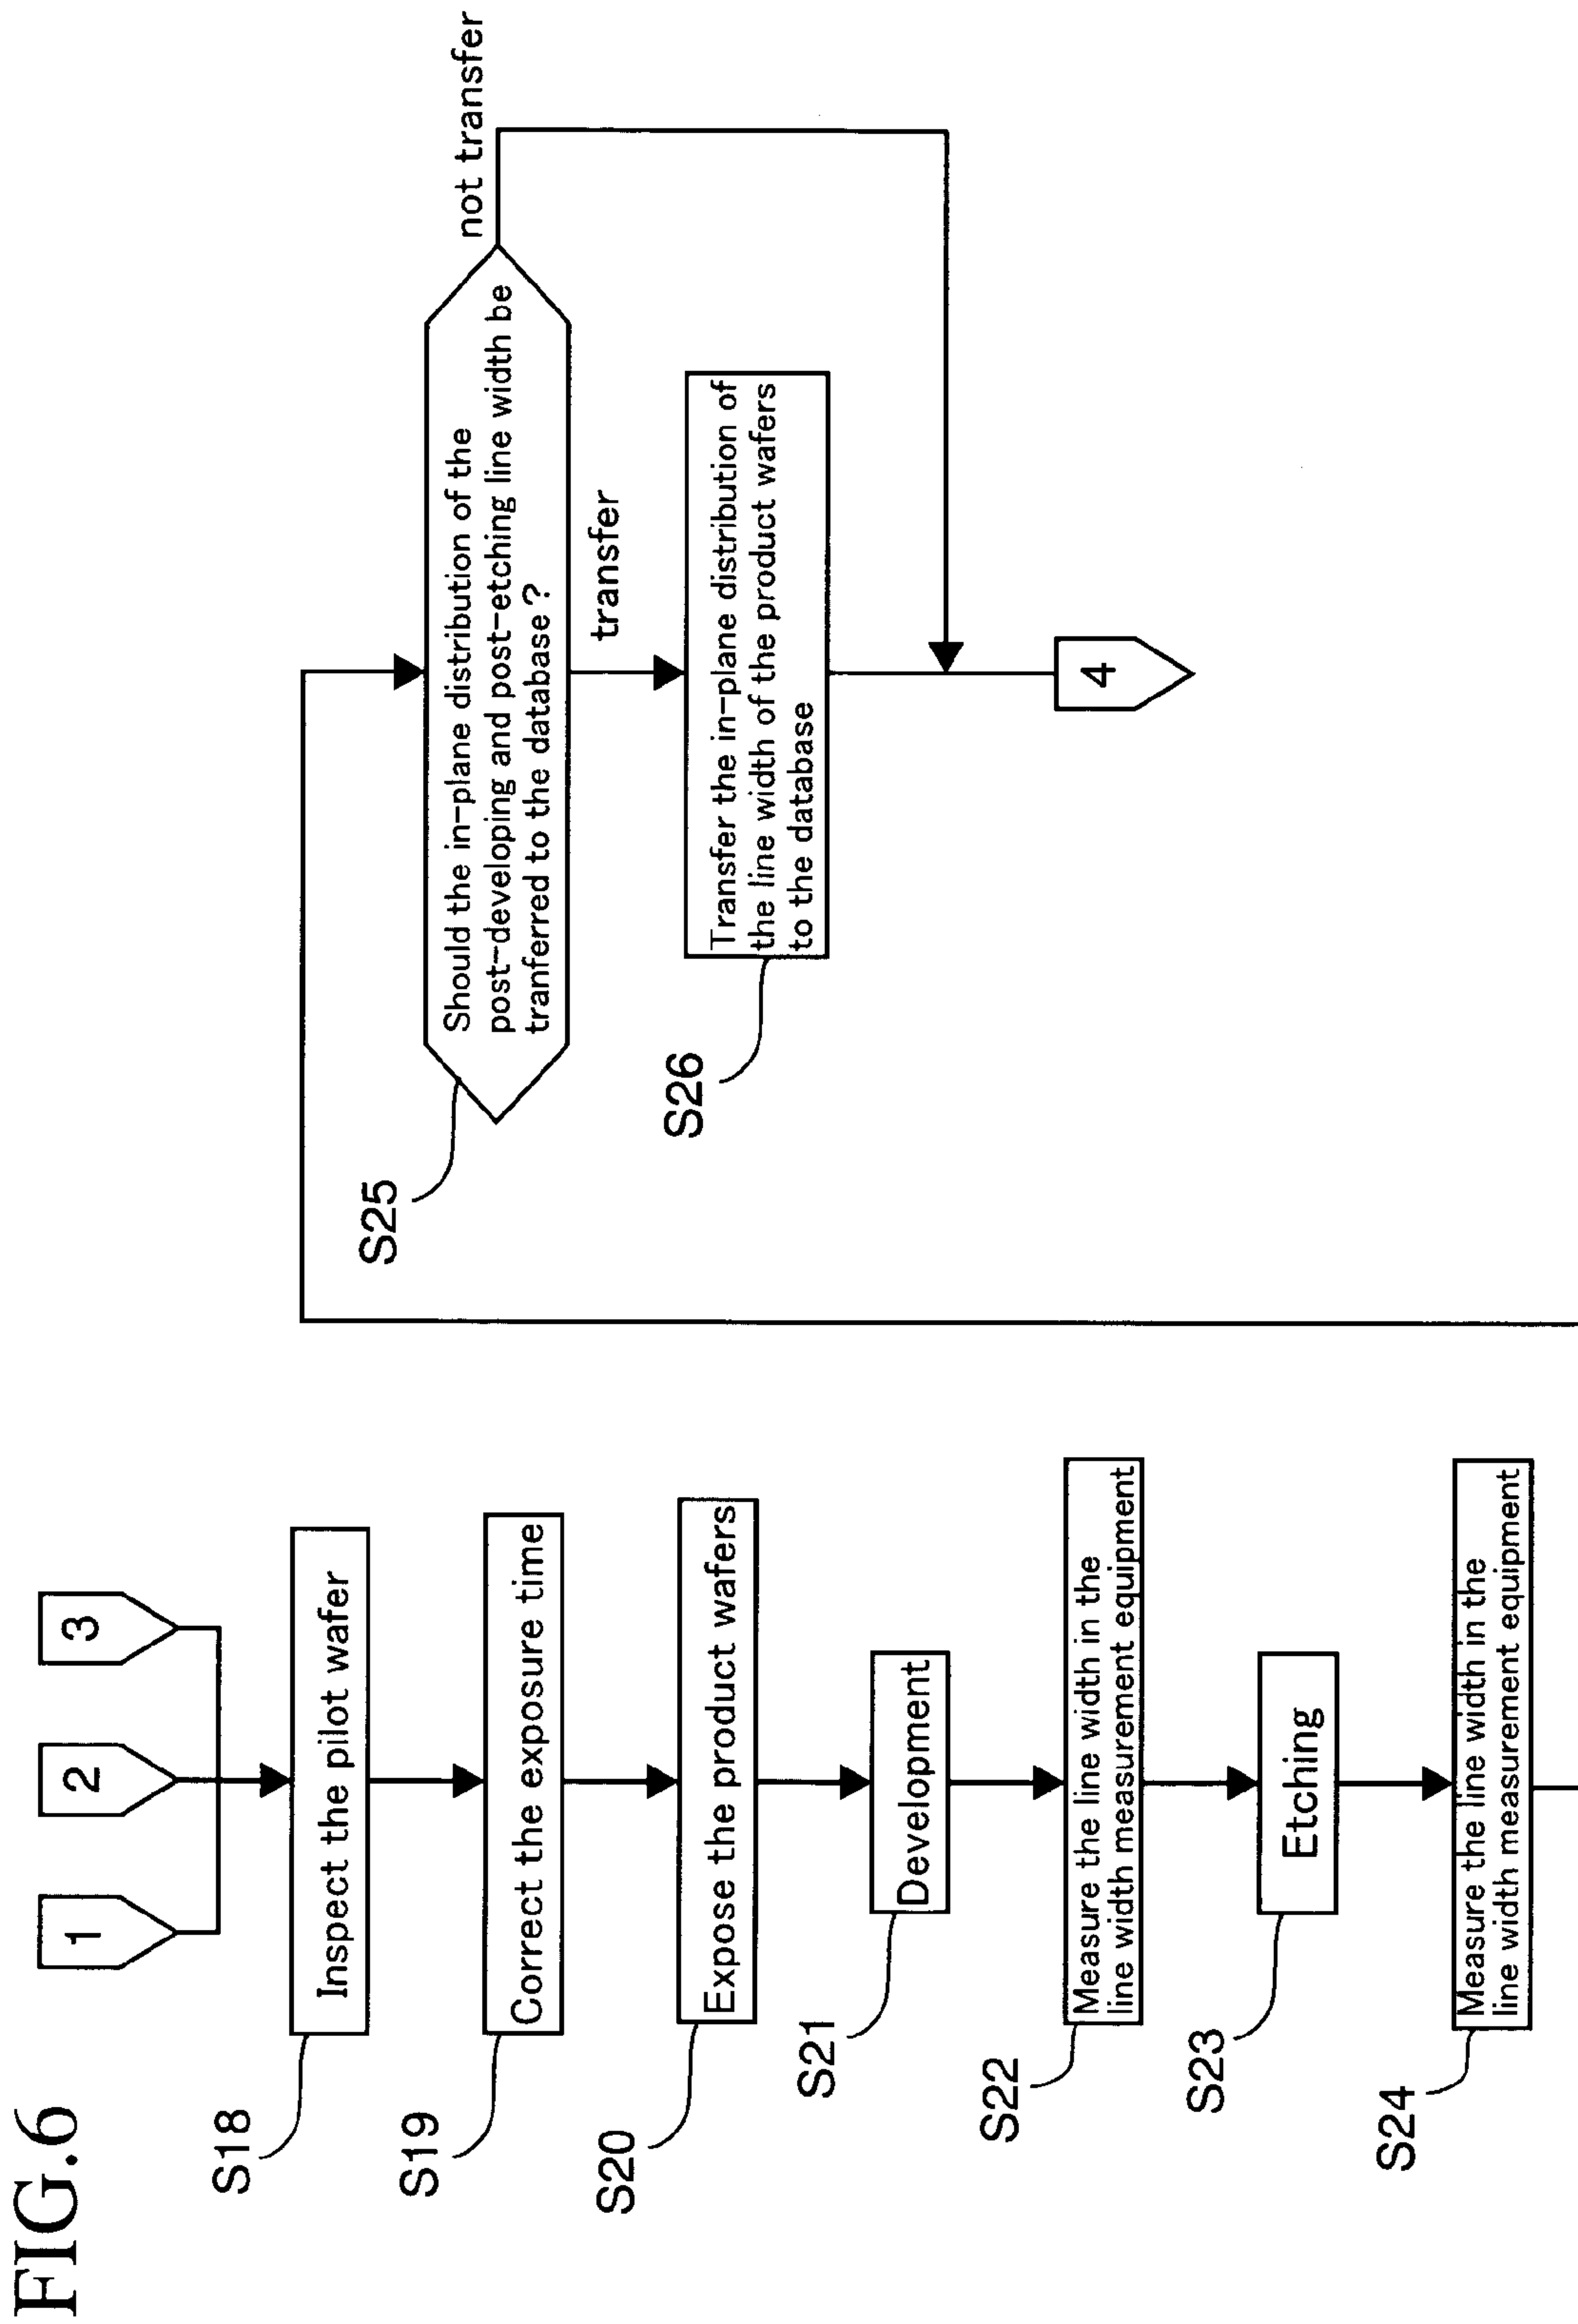 FIG.6
1
2
3
S18
Inspect the pilot wafer
S19
Correct the exposure time
S20
Expose the product wafers
S21
Development
S22
Measure the line width in the
line width measurement equipment
S23
Etching
S24
Measure the line width in the
line width measurement equipment
S25
Should the in-plane distribution of the
post-developing and post-etching line width be
tranferred to the database?
not transfer
transfer
S26
Transfer the in-plane distribution of
the line width of the product wafers
to the database
4